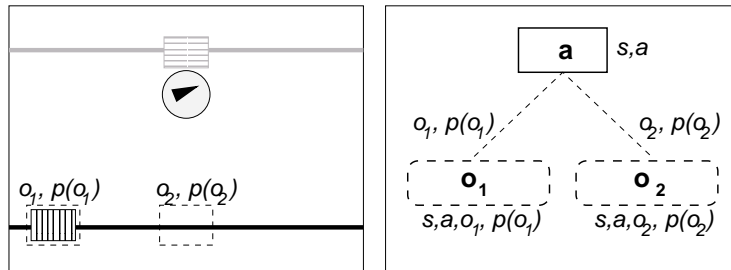 o₁, p(o₁) o₂, p(o₂)
a s,a
o₁, p(o₁) o₂, p(o₂)
o₁ o₂
s,a,o₁, p(o₁) s,a,o₂, p(o₂)